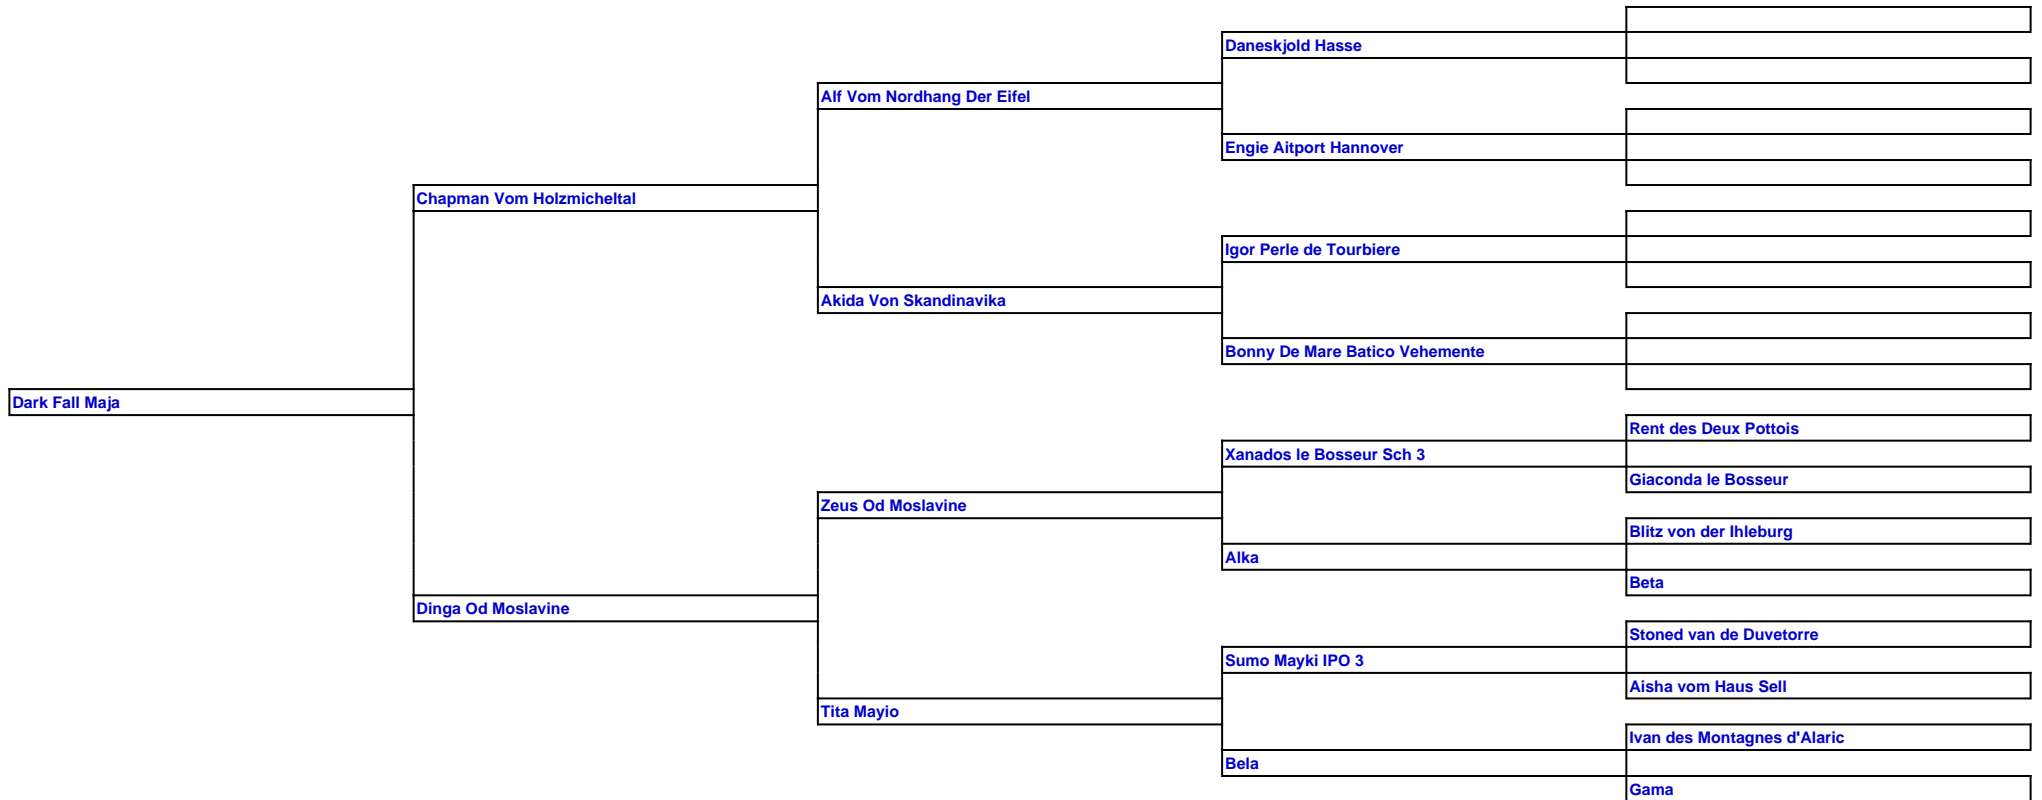 Daneskjold Hasse
Alf Vom Nordhang Der Eifel
Engie Aitport Hannover
Chapman Vom Holzmicheltal
Igor Perle de Tourbiere
Akida Von Skandinavika
Bonny De Mare Batico Vehemente
Dark Fall Maja
Rent des Deux Pottois
Xanados le Bosseur Sch 3
Giaconda le Bosseur
Zeus Od Moslavine
Blitz von der Ihleburg
Alka
Beta
Dinga Od Moslavine
Stoned van de Duvetorre
Sumo Mayki IPO 3
Aisha vom Haus Sell
Tita Mayio
Ivan des Montagnes d'Alaric
Bela
Gama